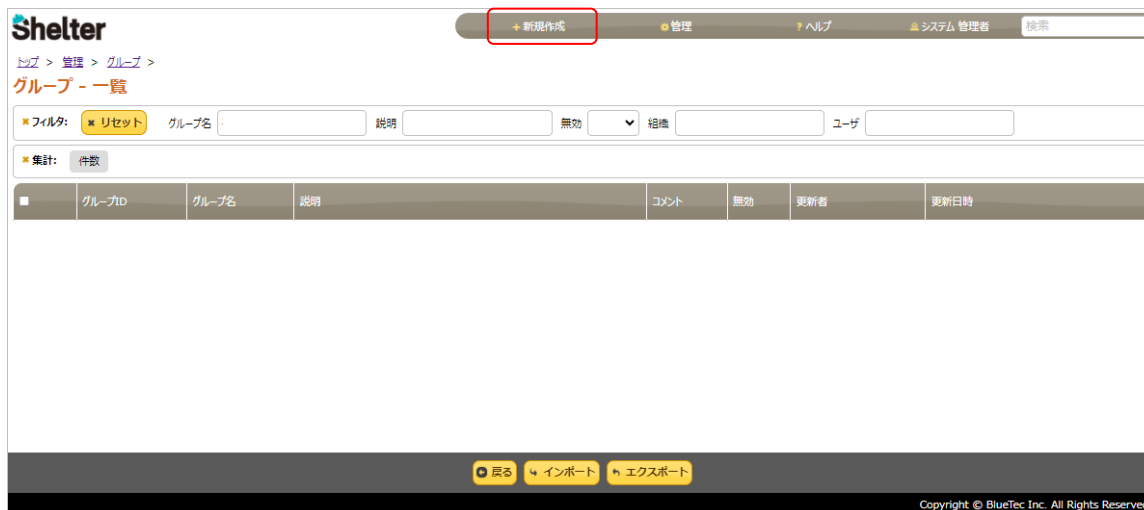 Shelter
新規作成 管理 ? ヘルプ システム 管理者 検索
トップ > 管理 > グループ >
グループ - 一覧
フィルタ: リセット グループ名 説明 無効 組織 ユーザ
集計: 件数
グループID グループ名 説明 コメント 無効 更新者 更新日時
戻る インポート エクスポート
Copyright © BlueTec Inc. All Rights Reserved